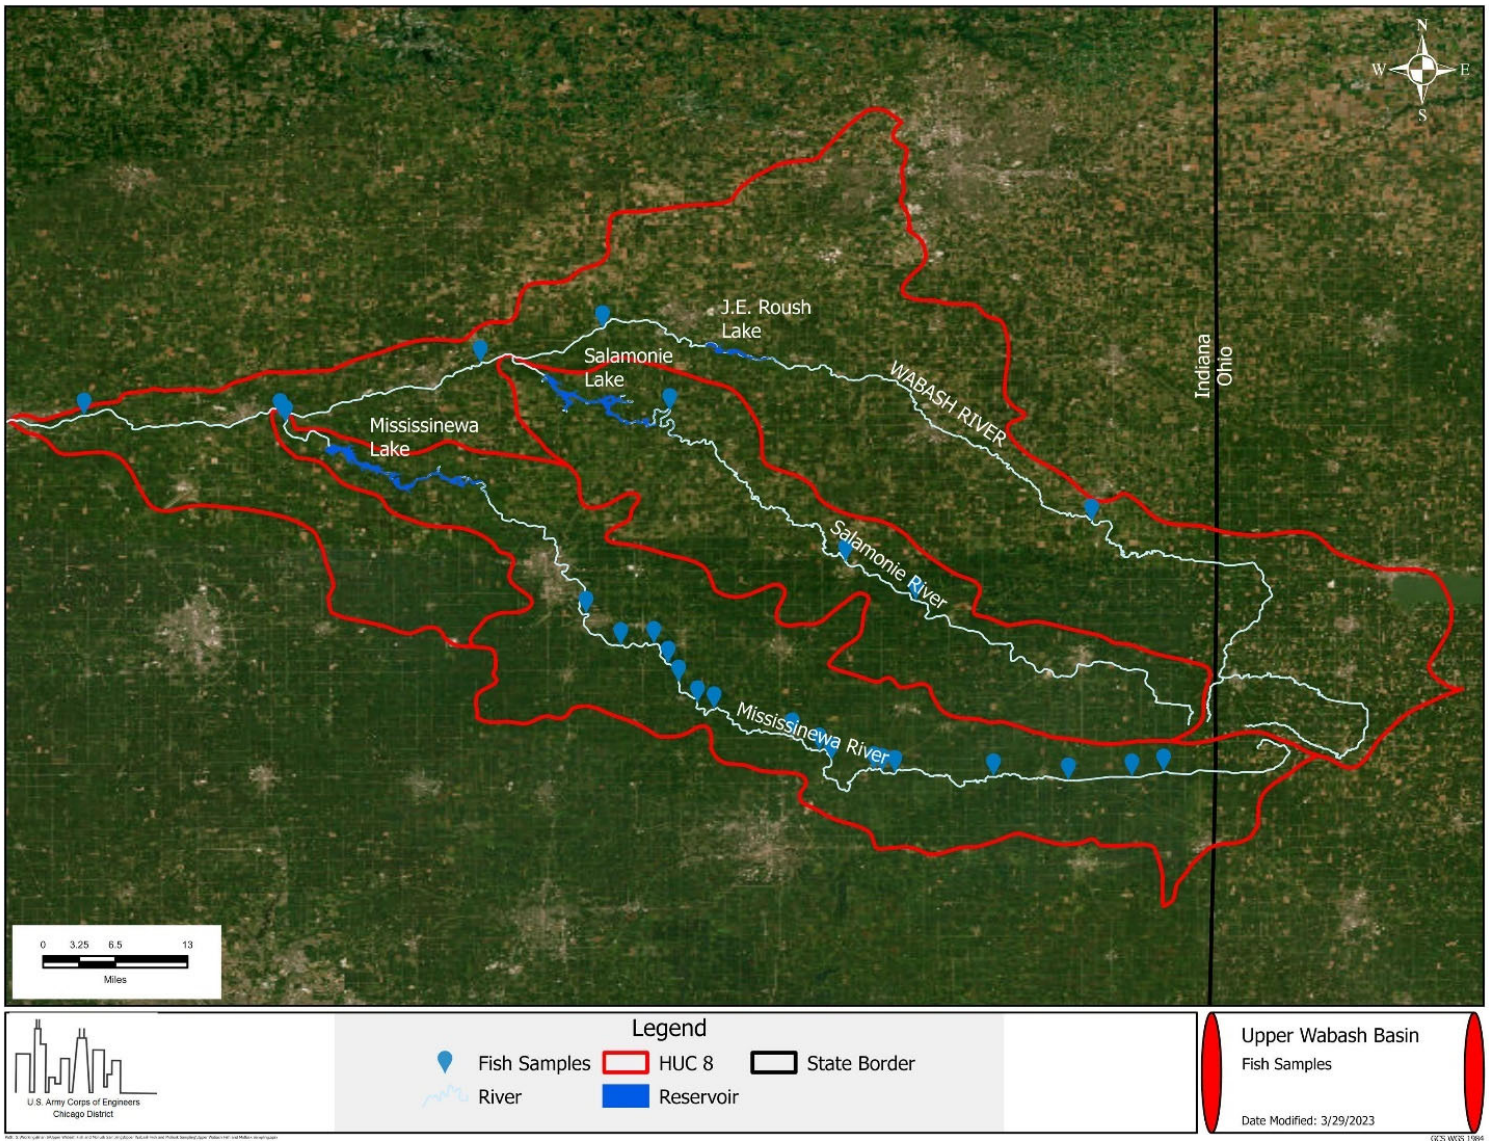 N
W E
S
J.E. Roush
Lake
Salamonie
Lake
Indiana
Ohio
WABASH RIVER
Mississinewa
Lake
Salamonie River
Mississinewa River
0 3.25 6.5 13
Miles
U.S. Army Corps of Engineers
Chicago District
Legend
Fish Samples HUC 8 State Border
River Reservoir
Upper Wabash Basin
Fish Samples
Date Modified: 3/29/2023
GCS WGS 1984